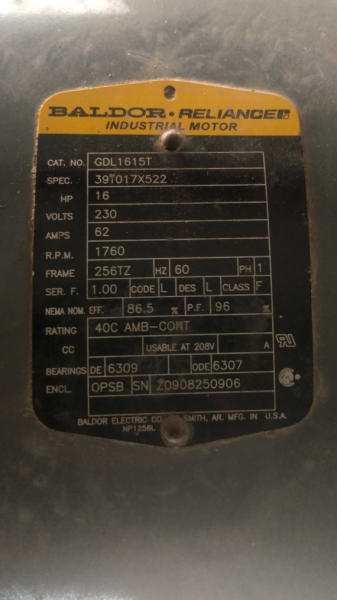 BALDOR · RELIANCE
INDUSTRIAL MOTOR
CAT. NO. GDL1615T
SPEC. 39T017X522
HP 16
VOLTS 230
AMPS 62
R.P.M. 1760
FRAME 256TZ HZ 60 PH 1
SER. F. 1.00 CODE L DES L CLASS F
NEMA NOM. EFF. 86.5 % P.F. 96 %
RATING 40C AMB-CONT
CC USABLE AT 208V A
BEARINGS DE 6309 ODE 6307
ENCL. OPSB SN Z0908250906
BALDOR ELECTRIC CO. SMITH, AR. MFG. IN U.S.A.
NP1256L